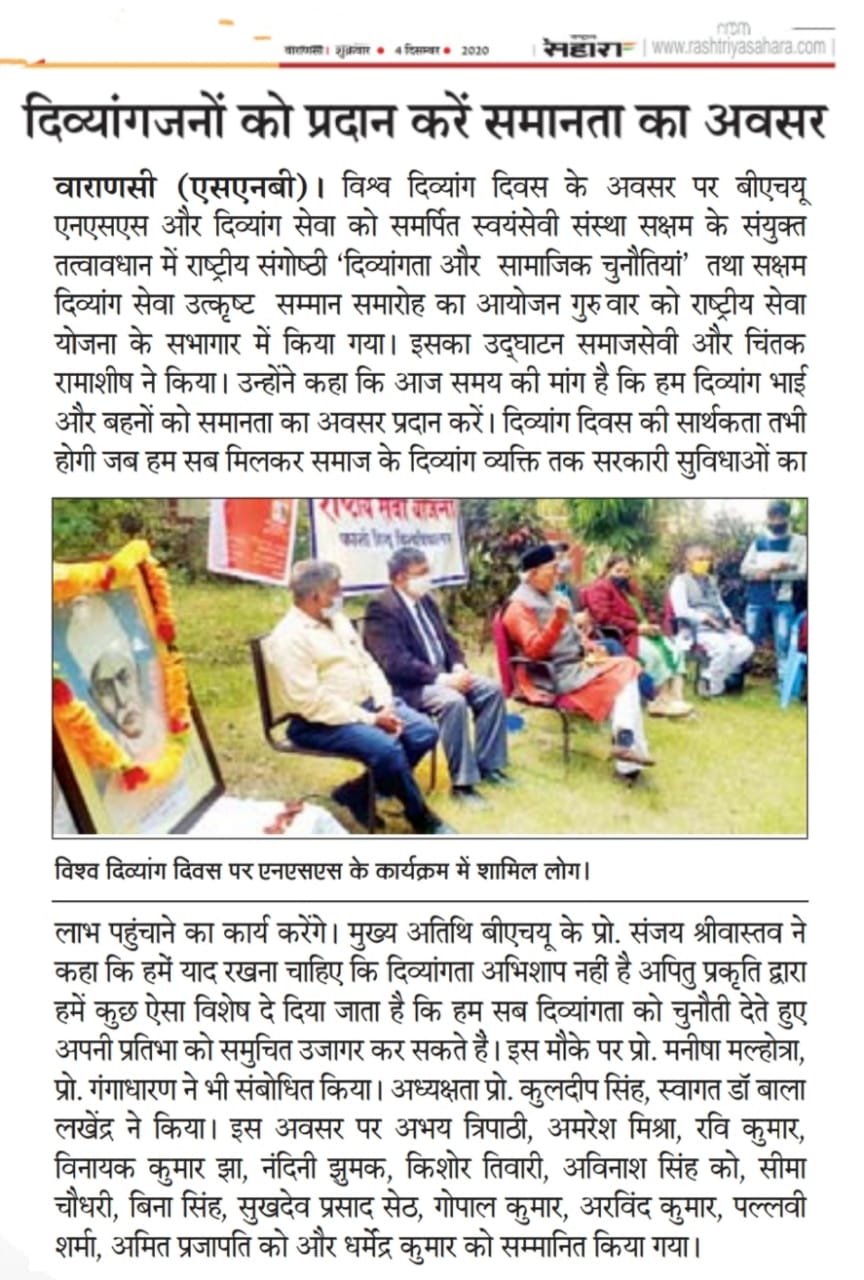 वाराणसी। शुक्रवार • 4 दिसम्बर • 2020
सहारा | www.rashtriyasahara.com |
दिव्यांगजनों को प्रदान करें समानता का अवसर
वाराणसी (एसएनबी)। विश्व दिव्यांग दिवस के अवसर पर बीएचयू
एनएसएस और दिव्यांग सेवा को समर्पित स्वयंसेवी संस्था सक्षम के संयुक्त
तत्वावधान में राष्ट्रीय संगोष्ठी ‘दिव्यांगता और सामाजिक चुनौतियां’ तथा सक्षम
दिव्यांग सेवा उत्कृष्ट सम्मान समारोह का आयोजन गुरुवार को राष्ट्रीय सेवा
योजना के सभागार में किया गया। इसका उद्घाटन समाजसेवी और चिंतक
रामाशीष ने किया। उन्होंने कहा कि आज समय की मांग है कि हम दिव्यांग भाई
और बहनों को समानता का अवसर प्रदान करें। दिव्यांग दिवस की सार्थकता तभी
होगी जब हम सब मिलकर समाज के दिव्यांग व्यक्ति तक सरकारी सुविधाओं का
राष्ट्रीय सेवा योजना
काशी हिन्दू विश्वविद्यालय
विश्व दिव्यांग दिवस पर एनएसएस के कार्यक्रम में शामिल लोग।
लाभ पहुंचाने का कार्य करेंगे। मुख्य अतिथि बीएचयू के प्रो. संजय श्रीवास्तव ने
कहा कि हमें याद रखना चाहिए कि दिव्यांगता अभिशाप नहीं है अपितु प्रकृति द्वारा
हमें कुछ ऐसा विशेष दे दिया जाता है कि हम सब दिव्यांगता को चुनौती देते हुए
अपनी प्रतिभा को समुचित उजागर कर सकते हैं। इस मौके पर प्रो. मनीषा मल्होत्रा,
प्रो. गंगाधारण ने भी संबोधित किया। अध्यक्षता प्रो. कुलदीप सिंह, स्वागत डॉ बाला
लखेंद्र ने किया। इस अवसर पर अभय त्रिपाठी, अमरेश मिश्रा, रवि कुमार,
विनायक कुमार झा, नंदिनी झुमक, किशोर तिवारी, अविनाश सिंह को, सीमा
चौधरी, बिना सिंह, सुखदेव प्रसाद सेठ, गोपाल कुमार, अरविंद कुमार, पल्लवी
शर्मा, अमित प्रजापति को और धर्मेद्र कुमार को सम्मानित किया गया।